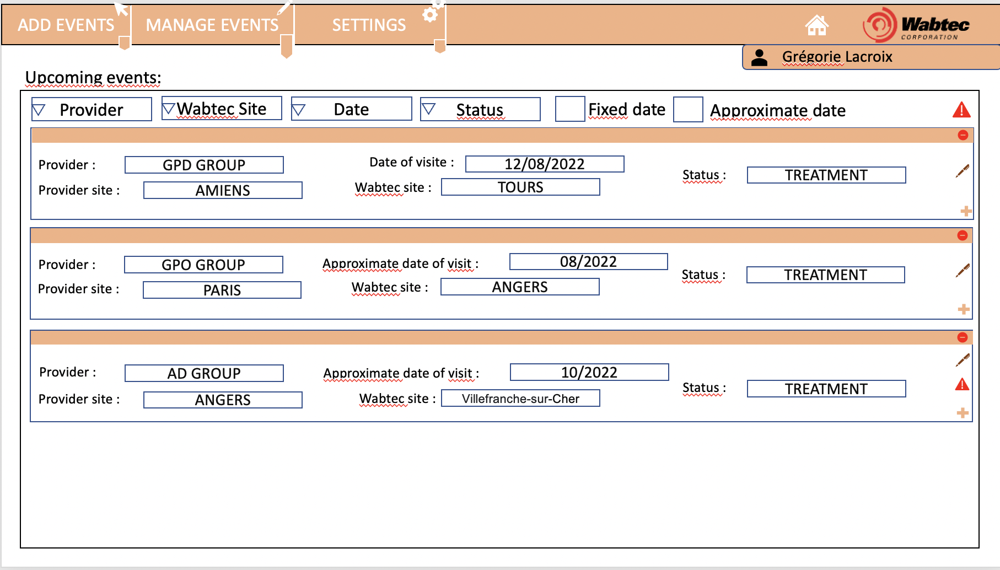 ADD EVENTS MANAGE EVENTS SETTINGS
Wabtec
CORPORATION
Grégorie Lacroix
Upcoming events:
Provider Wabtec Site Date Status Fixed date Approximate date
Provider : GPD GROUP Date of visite : 12/08/2022
Status : TREATMENT
Provider site : AMIENS Wabtec site : TOURS
Provider : GPO GROUP Approximate date of visit : 08/2022
Status : TREATMENT
Provider site : PARIS Wabtec site : ANGERS
Provider : AD GROUP Approximate date of visit : 10/2022
Status : TREATMENT
Provider site : ANGERS Wabtec site : Villefranche-sur-Cher